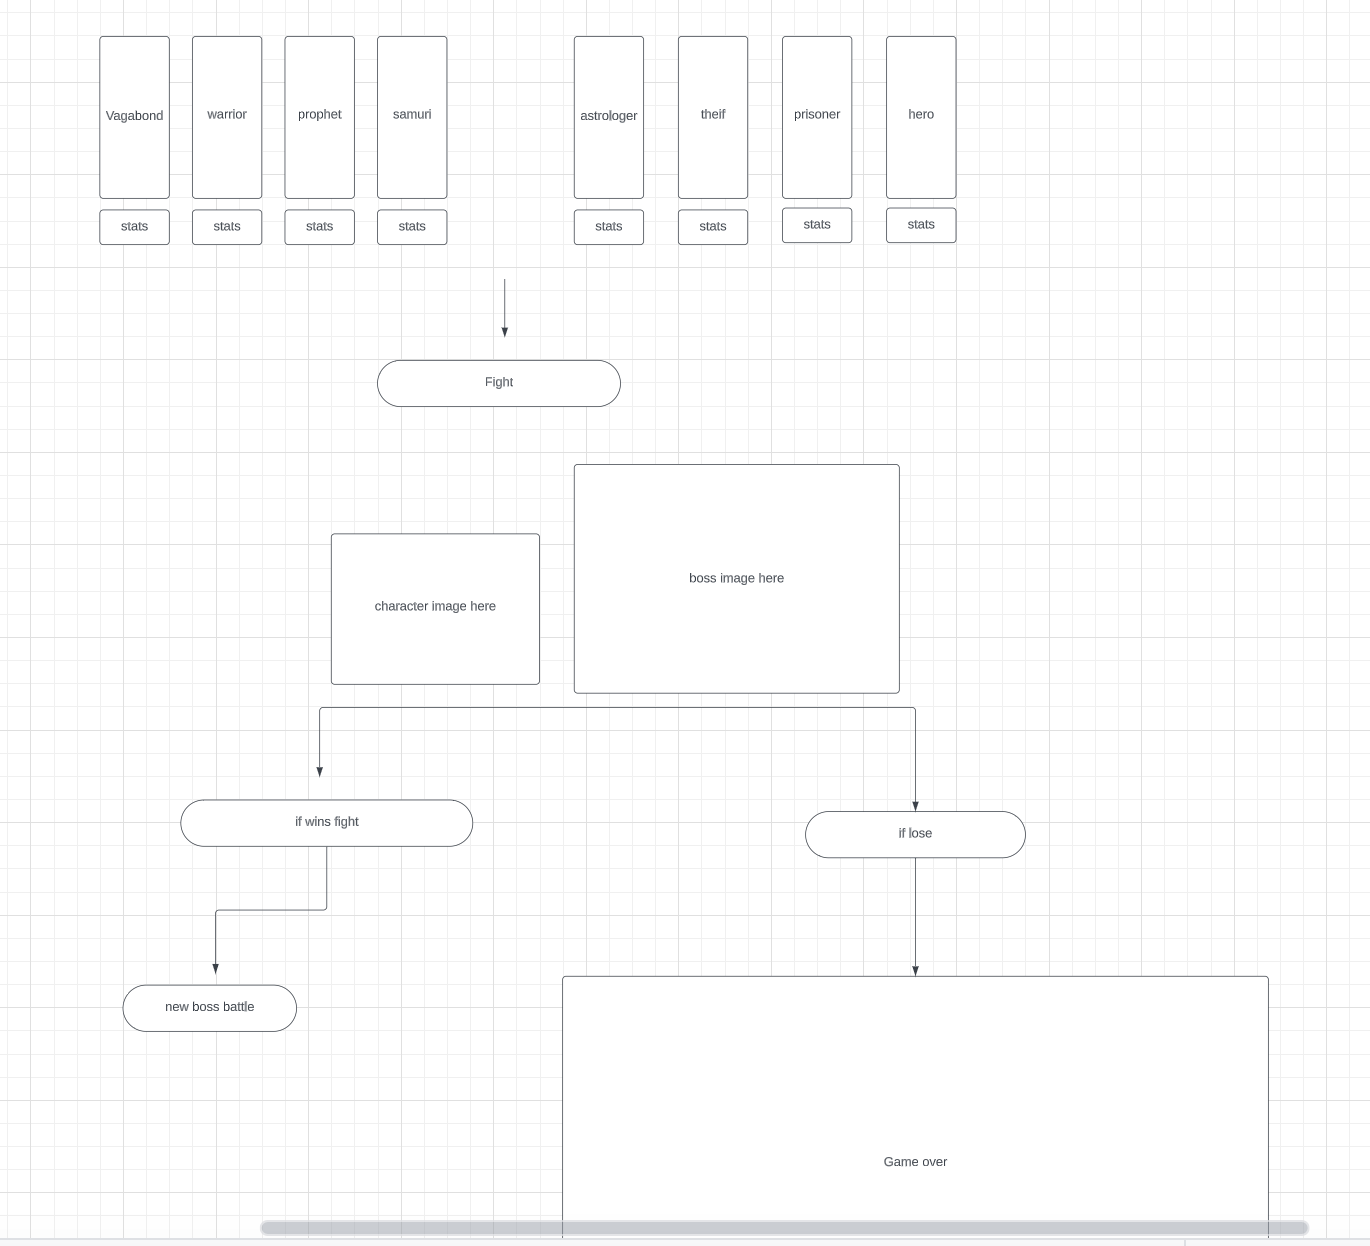 Vagabond
warrior
prophet
samuri
astrologer
theif
prisoner
hero
stats
stats
stats
stats
stats
stats
stats
stats
Fight
boss image here
character image here
if wins fight
if lose
new boss battle
Game over